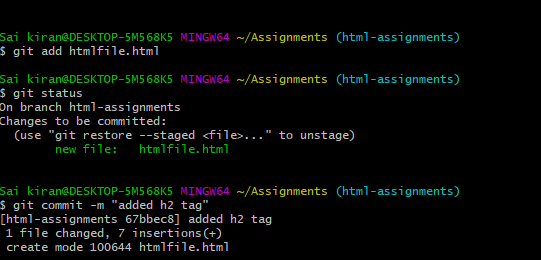 Sai kiran@DESKTOP-5M568K5 MINGW64 ~/Assignments (html-assignments)
$ git add htmlfile.html
Sai kiran@DESKTOP-5M568K5 MINGW64 ~/Assignments (html-assignments)
$ git status
On branch html-assignments
Changes to be committed:
  (use "git restore --staged <file>..." to unstage)
        new file:   htmlfile.html
Sai kiran@DESKTOP-5M568K5 MINGW64 ~/Assignments (html-assignments)
$ git commit -m "added h2 tag"
[html-assignments 67bbec8] added h2 tag
 1 file changed, 7 insertions(+)
 create mode 100644 htmlfile.html